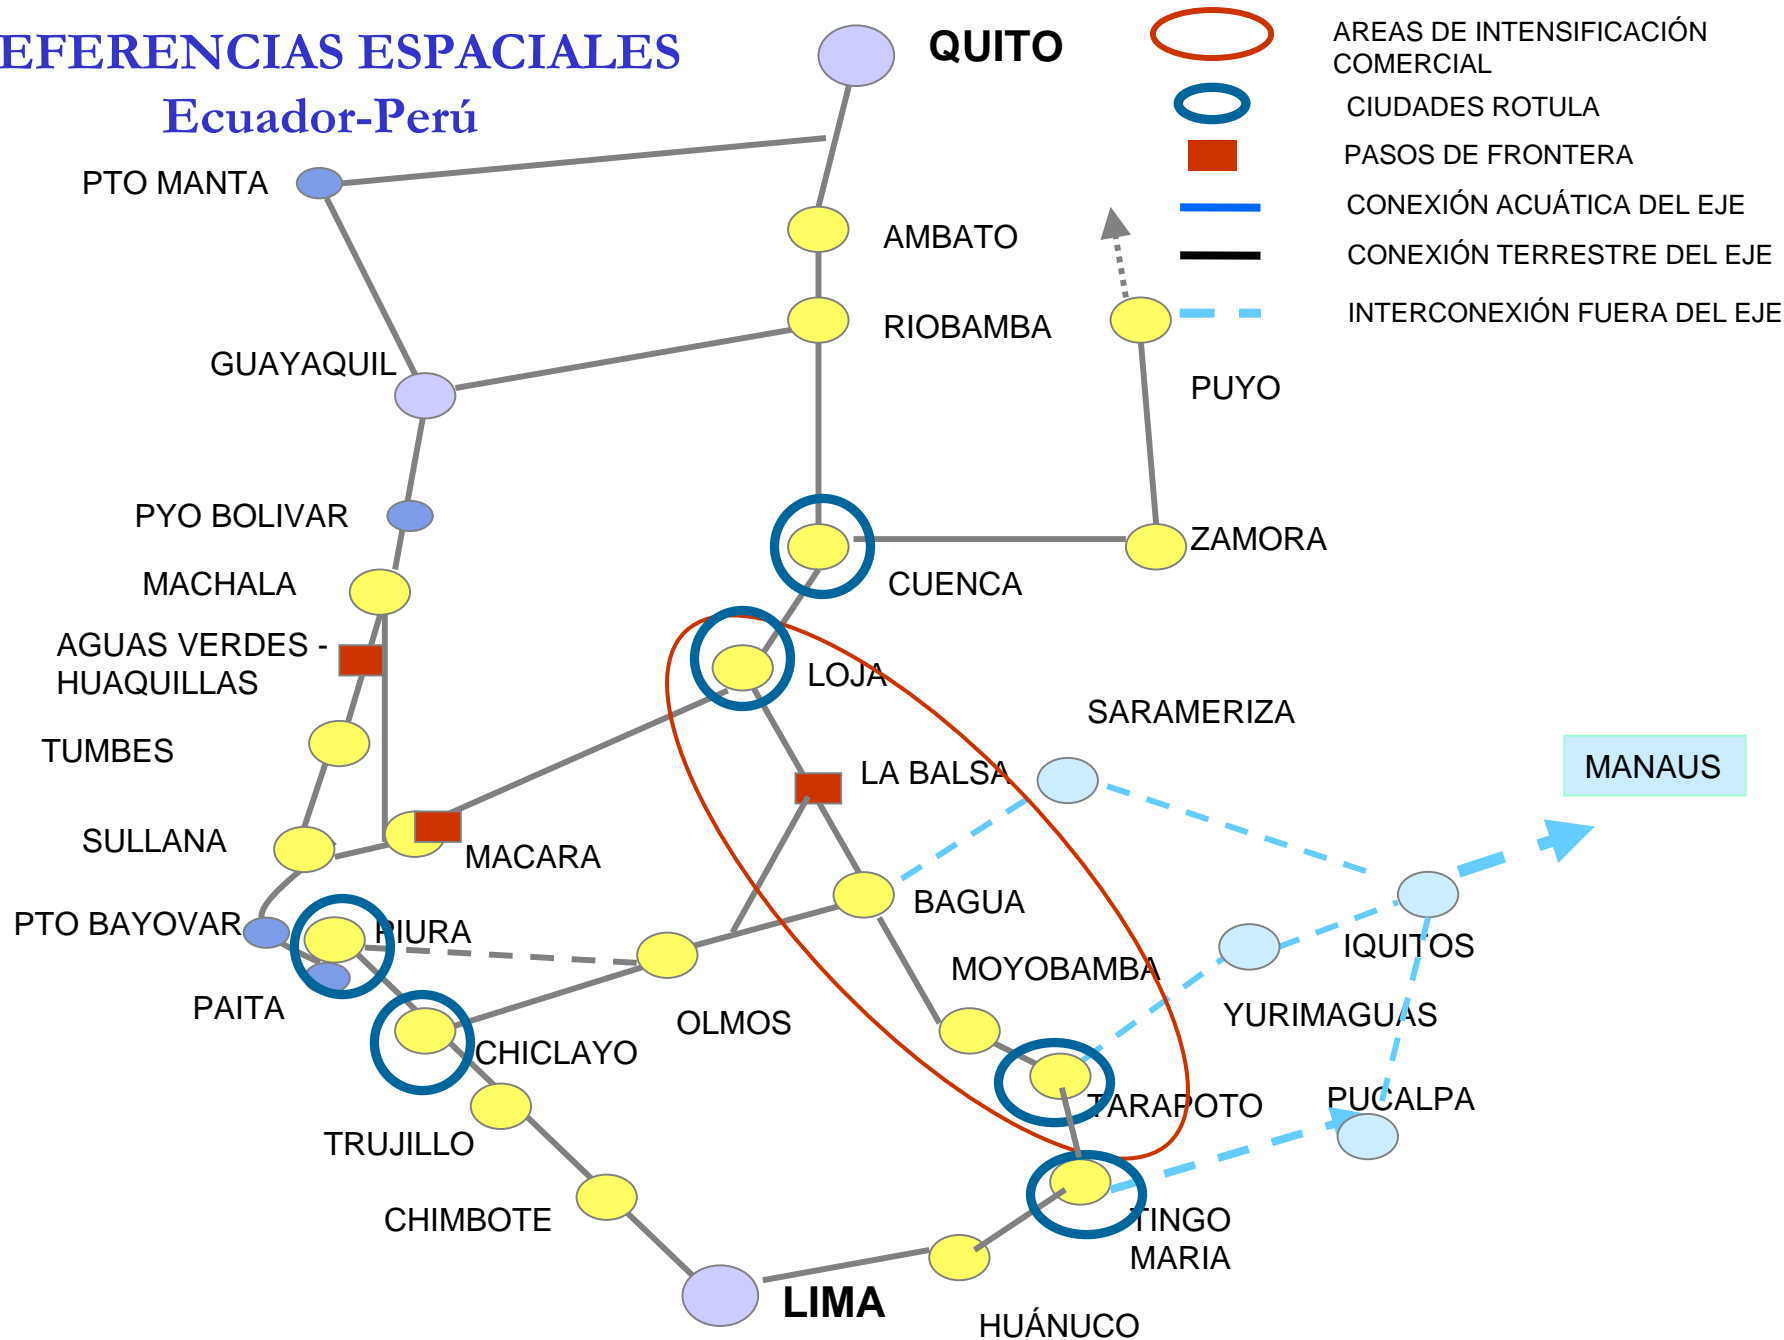 EFERENCIAS ESPACIALES
Ecuador-Perú
QUITO
AREAS DE INTENSIFICACIÓN
COMERCIAL
CIUDADES ROTULA
PASOS DE FRONTERA
CONEXIÓN ACUÁTICA DEL EJE
CONEXIÓN TERRESTRE DEL EJE
INTERCONEXIÓN FUERA DEL EJE
PTO MANTA
AMBATO
RIOBAMBA
GUAYAQUIL
PUYO
PYO BOLIVAR
ZAMORA
MACHALA
CUENCA
AGUAS VERDES -
HUAQUILLAS
LOJA
SARAMERIZA
TUMBES
LA BALSA
MANAUS
SULLANA
MACARA
BAGUA
PTO BAYOVAR
PIURA
IQUITOS
MOYOBAMBA
PAITA
OLMOS
YURIMAGUAS
CHICLAYO
TARAPOTO
PUCALPA
TRUJILLO
CHIMBOTE
TINGO
MARIA
LIMA
HUÁNUCO